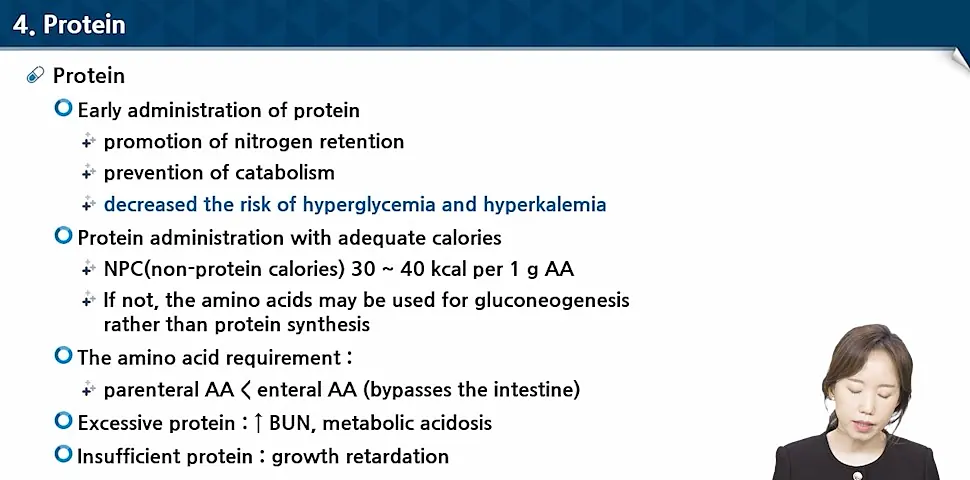 4. Protein
Protein
Early administration of protein
promotion of nitrogen retention
prevention of catabolism
decreased the risk of hyperglycemia and hyperkalemia
Protein administration with adequate calories
NPC(non-protein calories) 30 ~ 40 kcal per 1 g AA
If not, the amino acids may be used for gluconeogenesis
rather than protein synthesis
The amino acid requirement :
parenteral AA < enteral AA (bypasses the intestine)
Excessive protein : ↑ BUN, metabolic acidosis
Insufficient protein : growth retardation